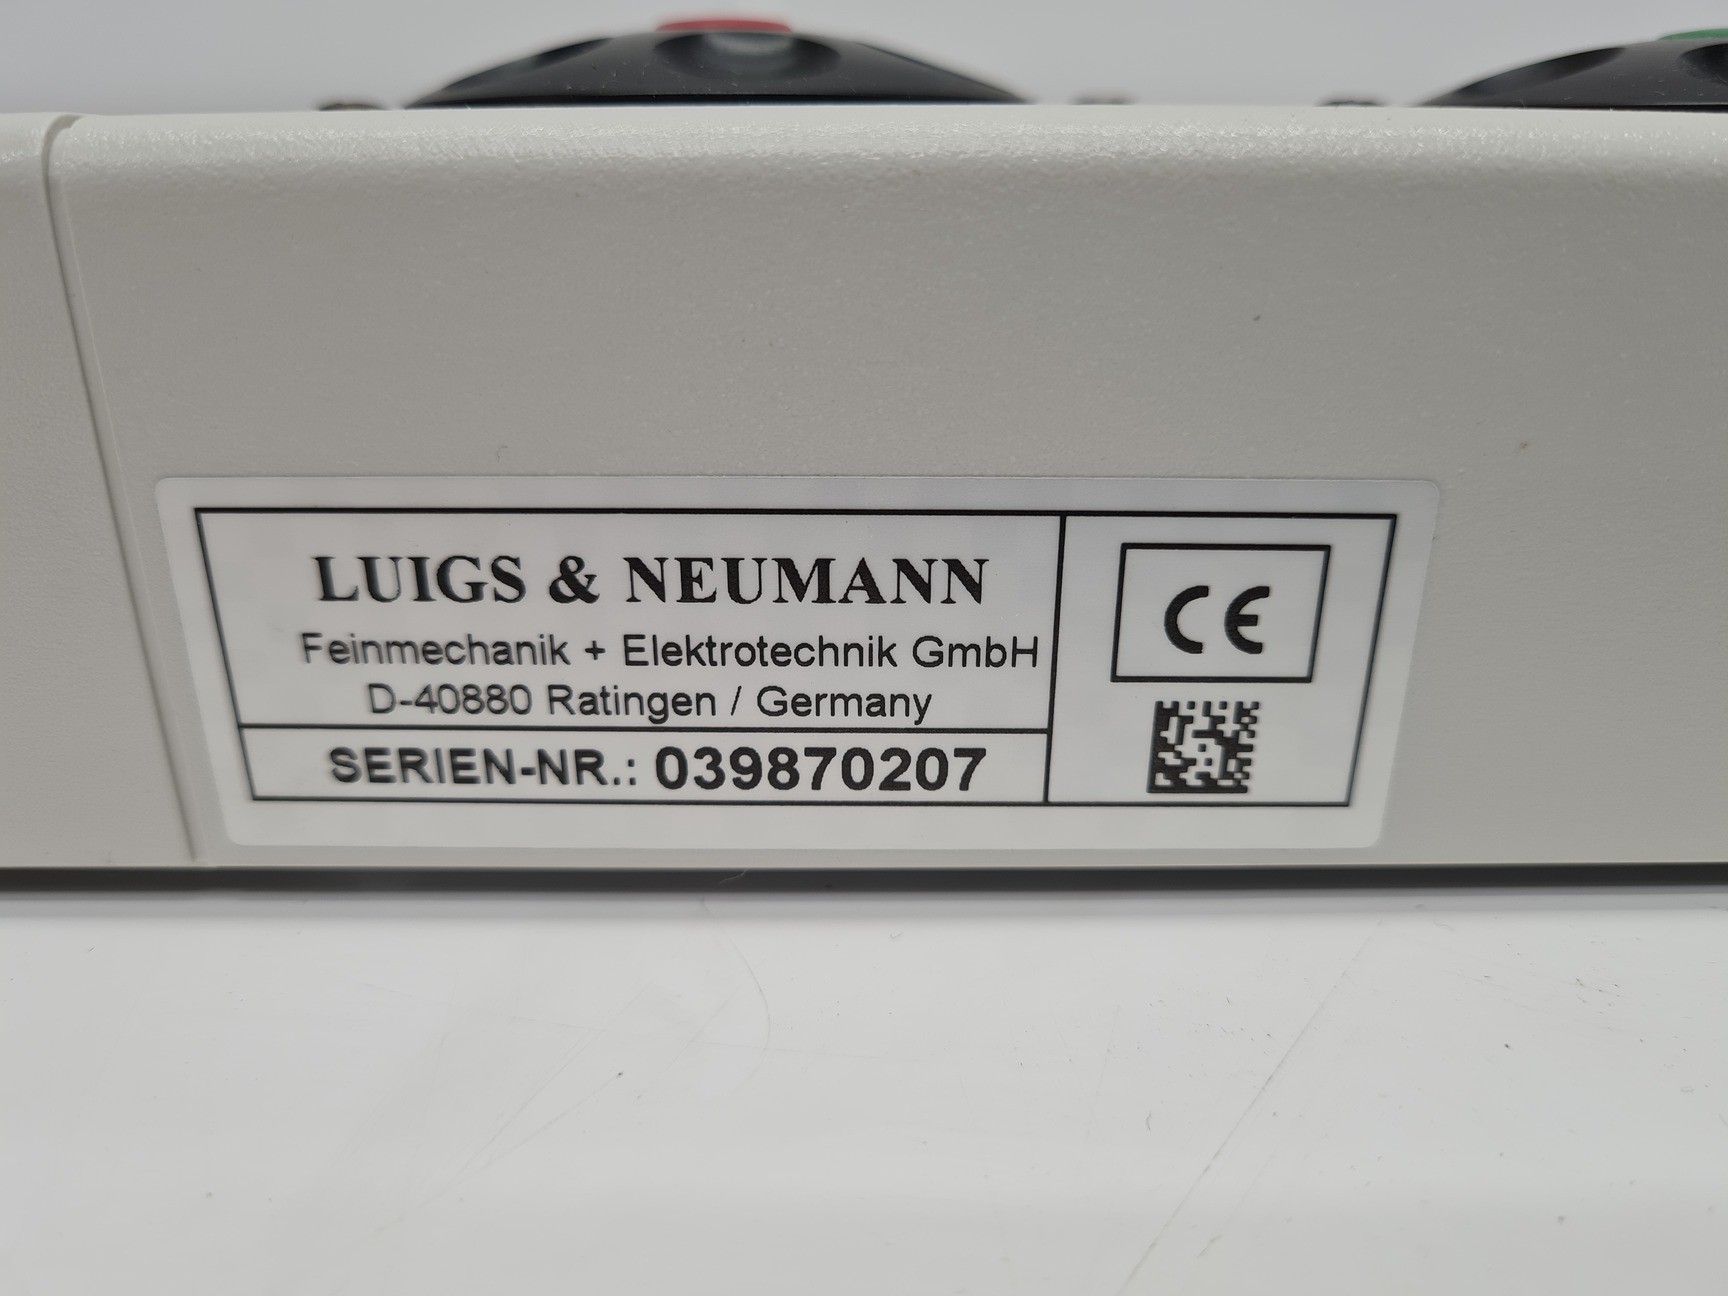 LUIGS & NEUMANN
Feinmechanik + Elektrotechnik GmbH
D-40880 Ratingen / Germany
SERIEN-NR.: 039870207
CE